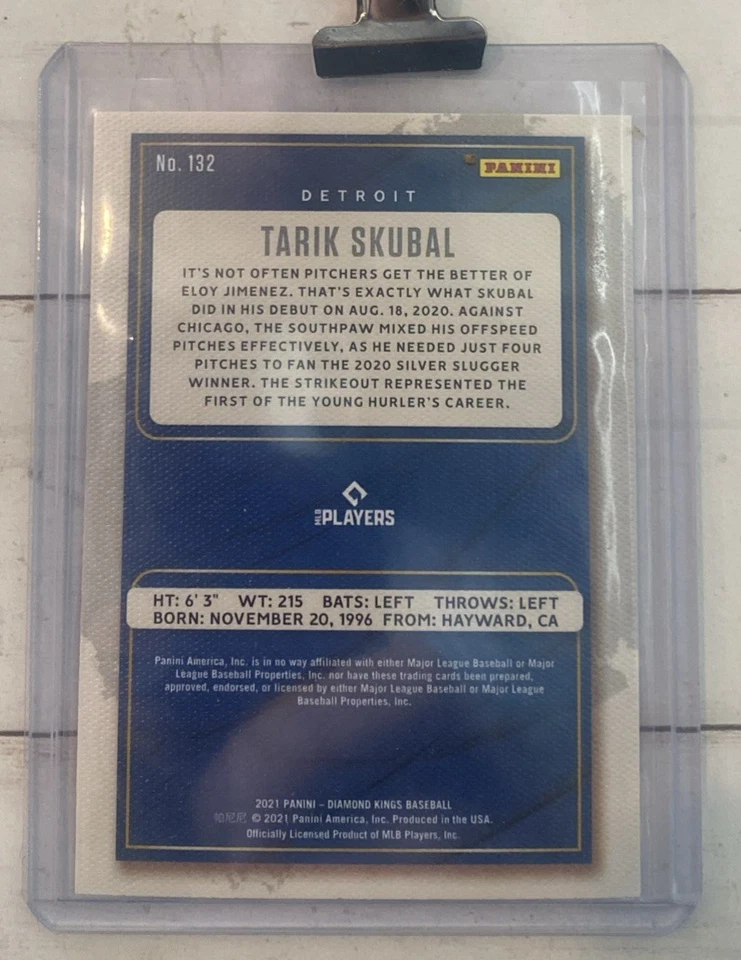 No. 132
PANINI
DETROIT
TARIK SKUBAL
IT'S NOT OFTEN PITCHERS GET THE BETTER OF
ELOY JIMENEZ. THAT'S EXACTLY WHAT SKUBAL
DID IN HIS DEBUT ON AUG. 18, 2020. AGAINST
CHICAGO, THE SOUTHPAW MIXED HIS OFFSPEED
PITCHES EFFECTIVELY, AS HE NEEDED JUST FOUR
PITCHES TO FAN THE 2020 SILVER SLUGGER
WINNER. THE STRIKEOUT REPRESENTED THE
FIRST OF THE YOUNG HURLER'S CAREER.
MLB PLAYERS
HT: 6' 3" WT: 215 BATS: LEFT THROWS: LEFT
BORN: NOVEMBER 20, 1996 FROM: HAYWARD, CA
Panini America, Inc. is in no way affiliated with either Major League Baseball or Major
League Baseball Properties, Inc. nor have these trading cards been prepared,
approved, endorsed, or licensed by either Major League Baseball or Major League
Baseball Properties, Inc.
2021 PANINI – DIAMOND KINGS BASEBALL
帕尼尼 © 2021 Panini America, Inc. Produced in the USA.
Officially Licensed Product of MLB Players, Inc.